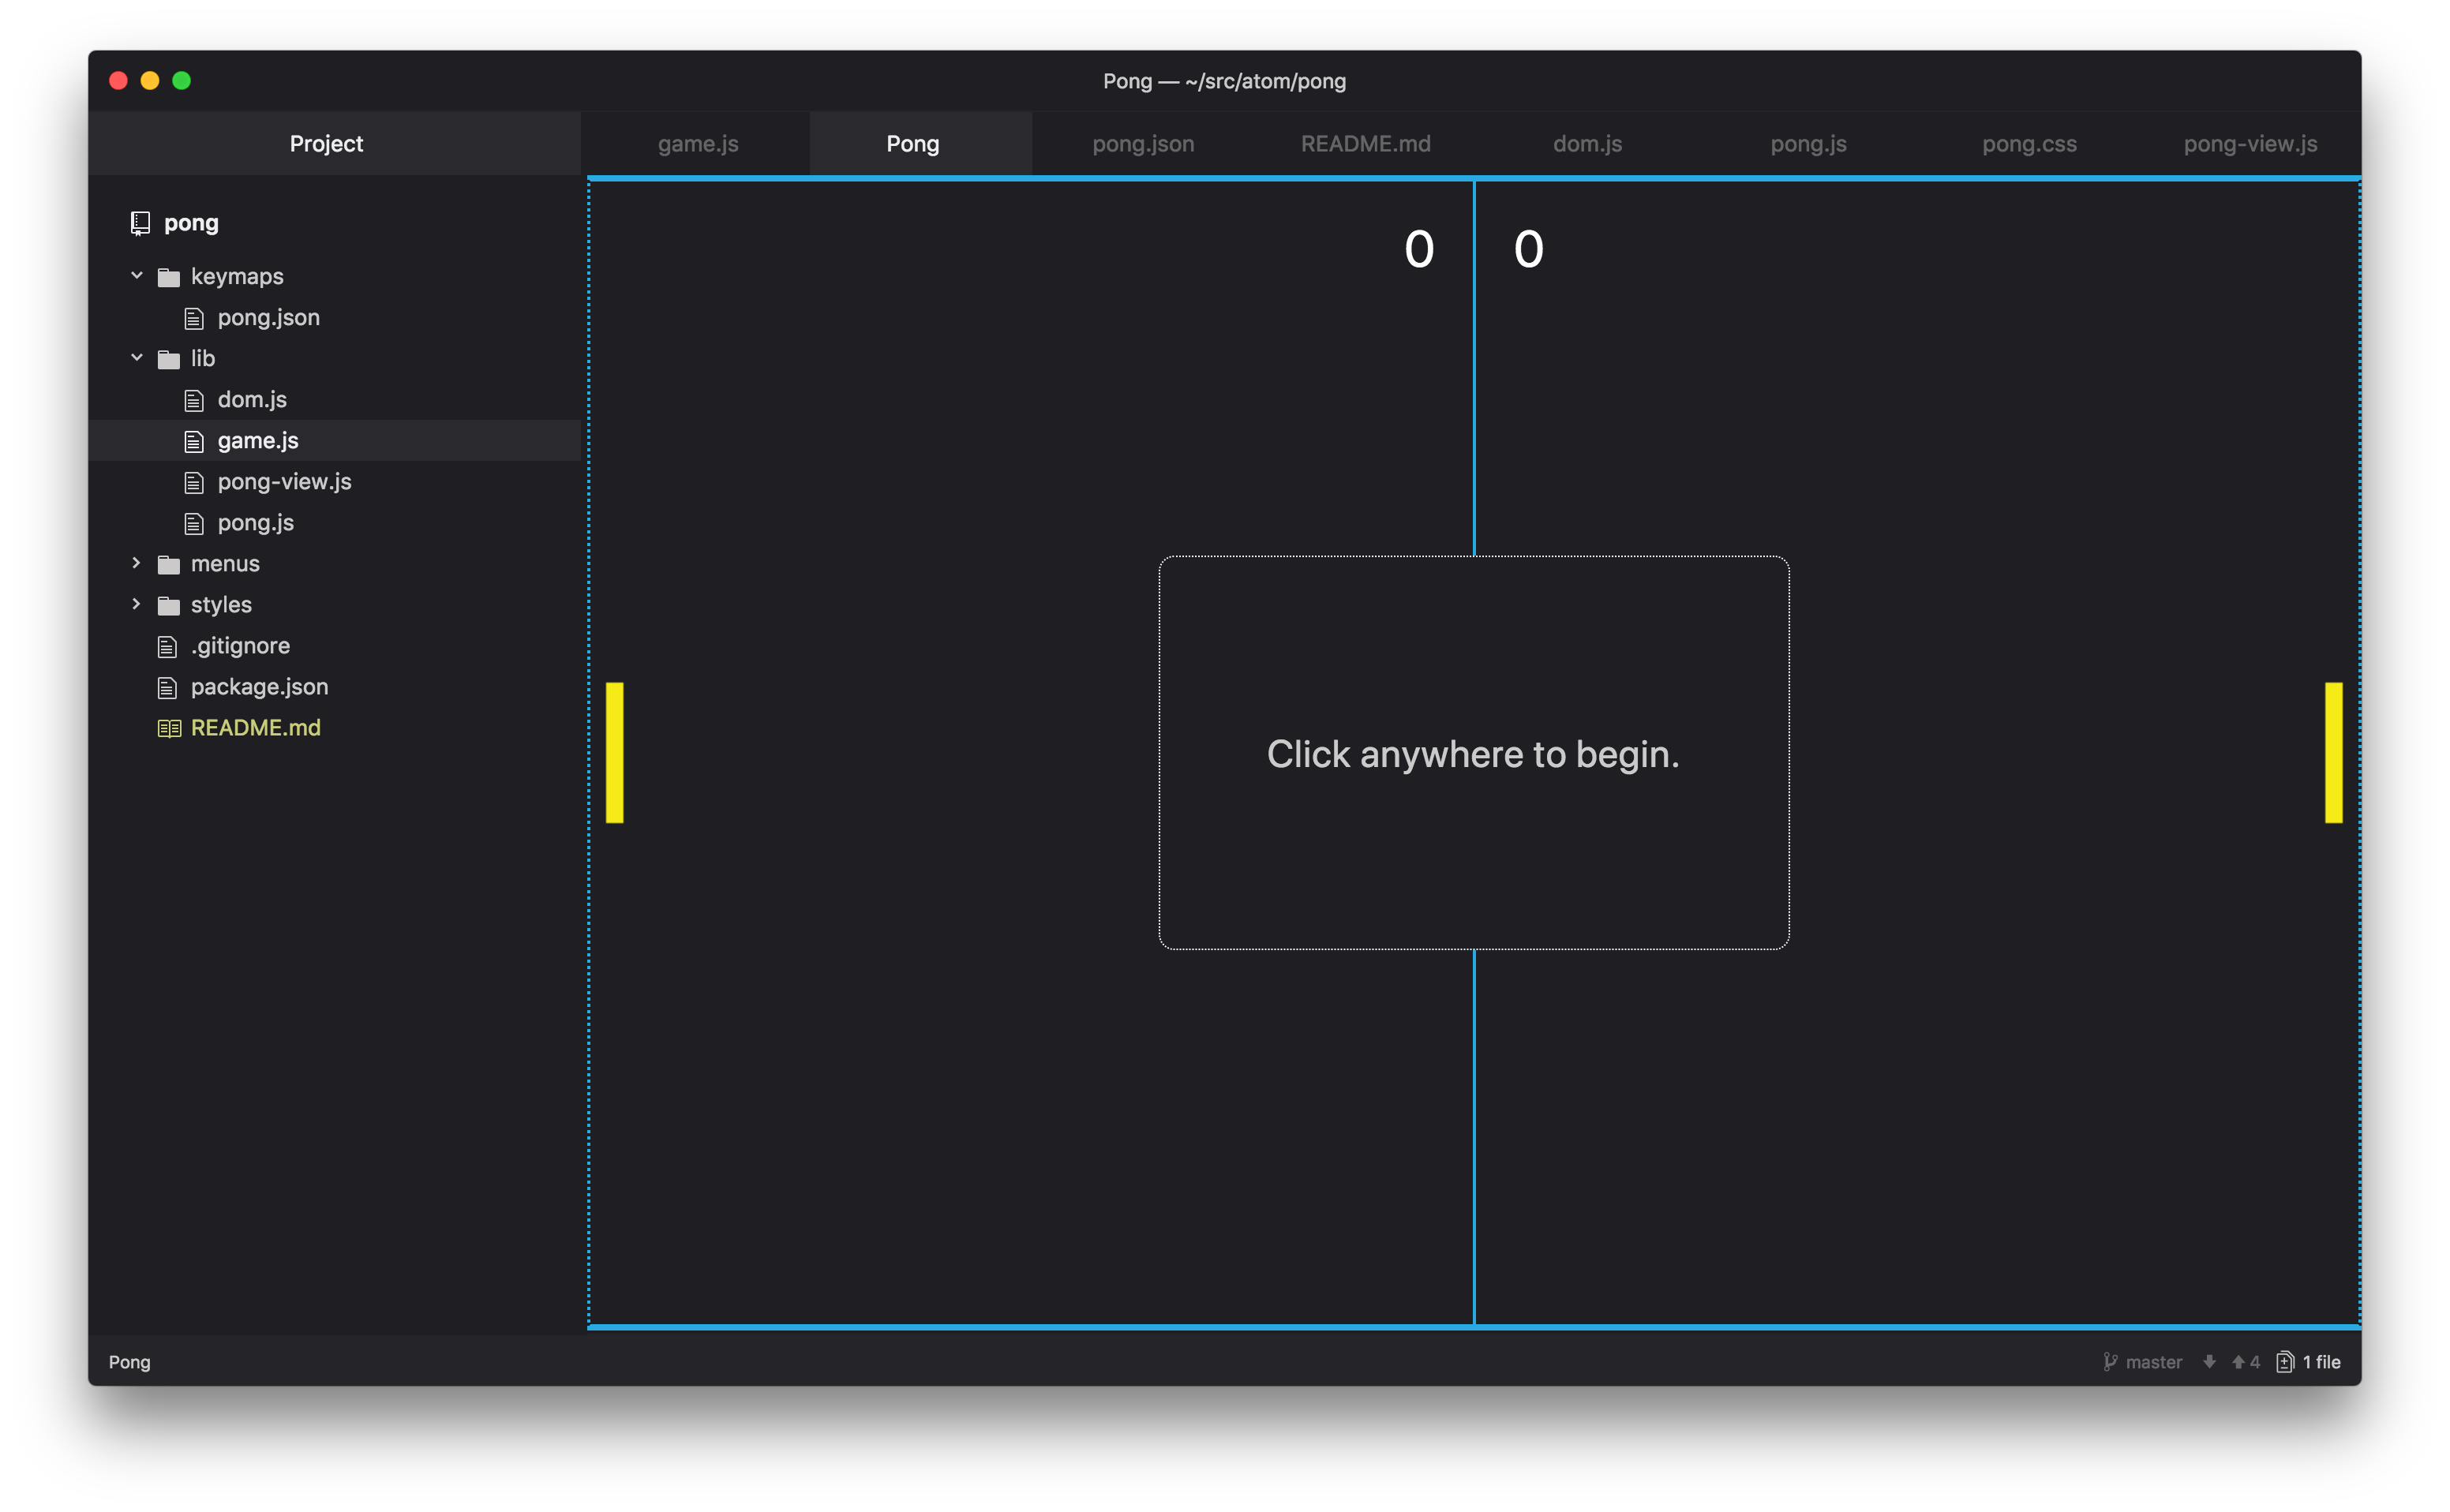 Pong — ~/src/atom/pong
Project
game.js
Pong
pong.json
README.md
dom.js
pong.js
pong.css
pong-view.js
pong
keymaps
pong.json
lib
dom.js
game.js
pong-view.js
pong.js
menus
styles
.gitignore
package.json
README.md
0 0
Click anywhere to begin.
Pong
master 4 1 file